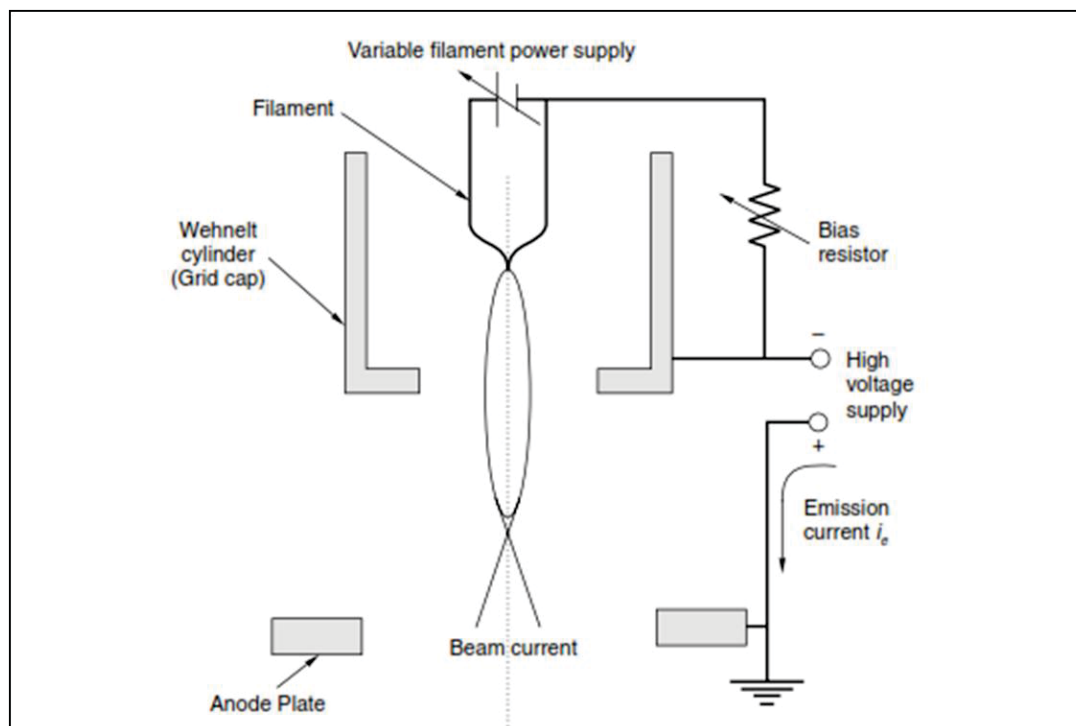 Variable filament power supply
Filament
Wehnelt
cylinder
(Grid cap)
Bias
resistor
–
High
voltage
supply
+
Emission
current ie
Beam current
Anode Plate